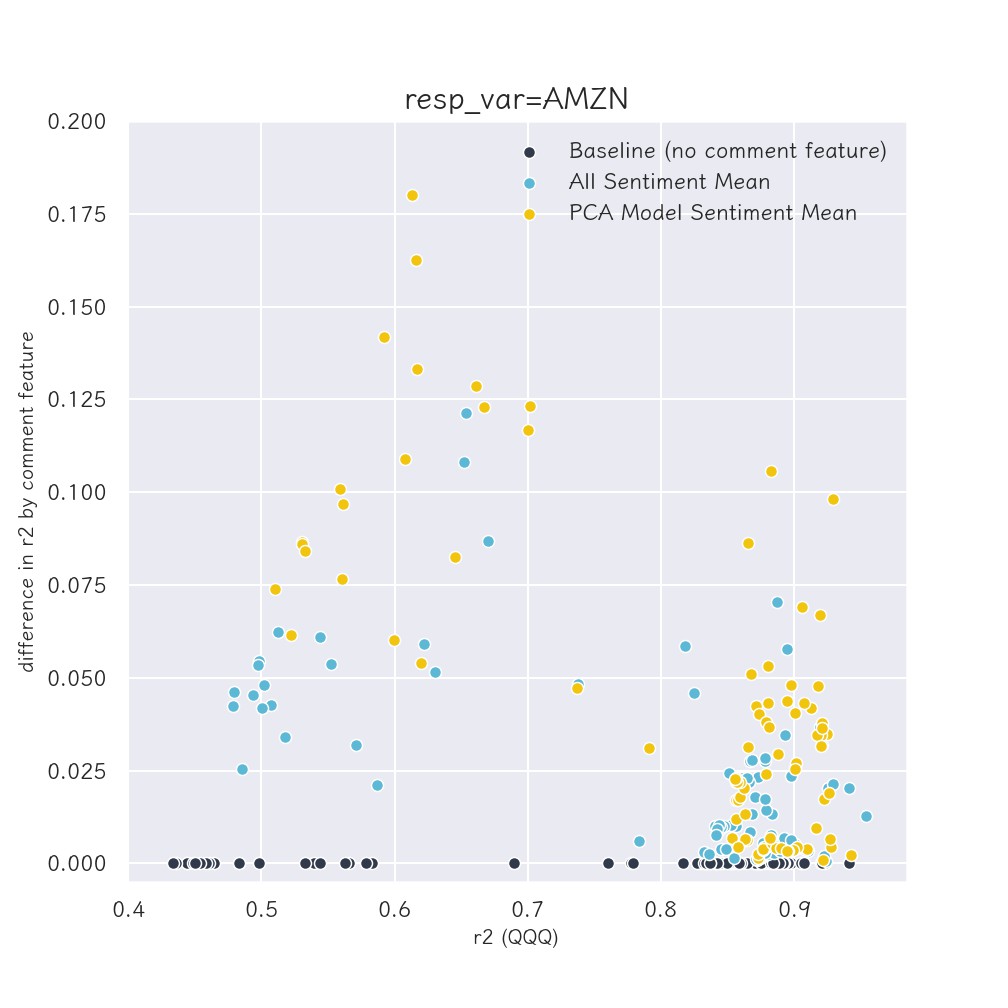 resp_var=AMZN
Baseline (no comment feature)
All Sentiment Mean
PCA Model Sentiment Mean
difference in r2 by comment feature
0.200
0.175
0.150
0.125
0.100
0.075
0.050
0.025
0.000
0.4 0.5 0.6 0.7 0.8 0.9
r2 (QQQ)